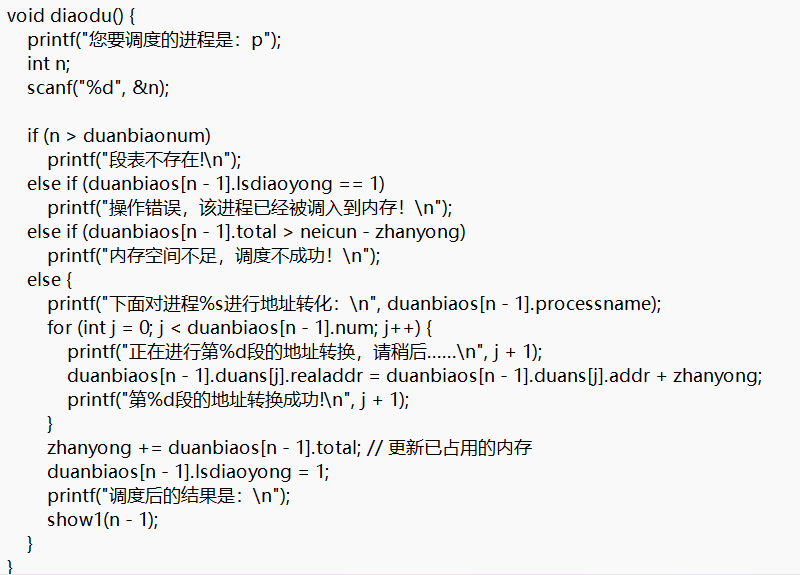 void diaodu() {
printf("您要调度的进程是：p");
int n;
scanf("%d", &n);
if (n > duanbiaonum)
printf("段表不存在!\n");
else if (duanbiaos[n - 1].lsdiaoyong == 1)
printf("操作错误，该进程已经被调入到内存！\n");
else if (duanbiaos[n - 1].total > neicun - zhanyong)
printf("内存空间不足，调度不成功！\n");
else {
printf("下面对进程%s进行地址转化：\n", duanbiaos[n - 1].processname);
for (int j = 0; j < duanbiaos[n - 1].num; j++) {
printf("正在进行第%d段的地址转换，请稍后......\n", j + 1);
duanbiaos[n - 1].duans[j].realaddr = duanbiaos[n - 1].duans[j].addr + zhanyong;
printf("第%d段的地址转换成功!\n", j + 1);
}
zhanyong += duanbiaos[n - 1].total; // 更新已占用的内存
duanbiaos[n - 1].lsdiaoyong = 1;
printf("调度后的结果是：\n");
show1(n - 1);
}
}